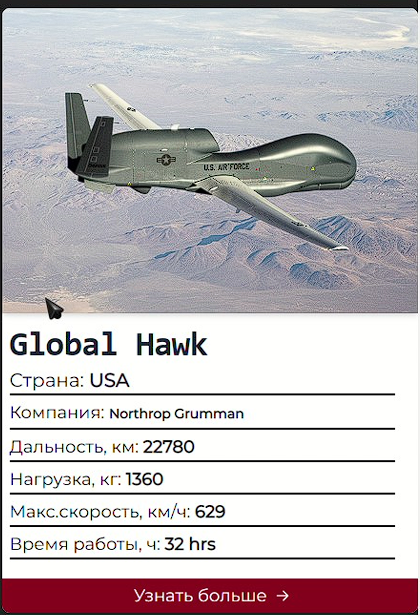 U.S. AIR FORCE
Global Hawk
Страна: USA
Компания: Northrop Grumman
Дальность, км: 22780
Нагрузка, кг: 1360
Макс.скорость, км/ч: 629
Время работы, ч: 32 hrs
Узнать больше →